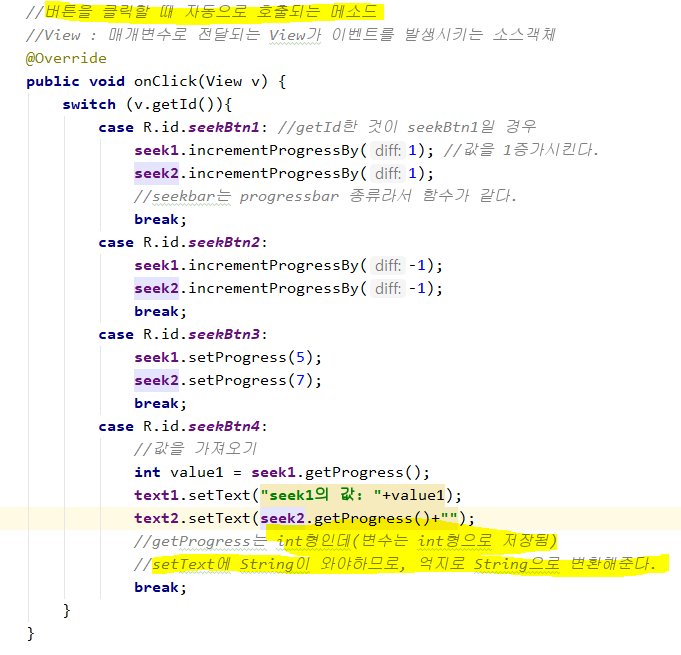 //버튼을 클릭할 때 자동으로 호출되는 메소드
//View : 매개변수로 전달되는 View가 이벤트를 발생시키는 소스객체
@Override
public void onClick(View v) {
switch (v.getId()){
case R.id.seekBtn1: //getId한 것이 seekBtn1일 경우
seek1.incrementProgressBy( diff: 1); //값을 1증가시킨다.
seek2.incrementProgressBy( diff: 1);
//seekbar는 progressbar 종류라서 함수가 같다.
break;
case R.id.seekBtn2:
seek1.incrementProgressBy( diff: -1);
seek2.incrementProgressBy( diff: -1);
break;
case R.id.seekBtn3:
seek1.setProgress(5);
seek2.setProgress(7);
break;
case R.id.seekBtn4:
//값을 가져오기
int value1 = seek1.getProgress();
text1.setText("seek1의 값: "+value1);
text2.setText(seek2.getProgress()+"");
//getProgress는 int형인데(변수는 int형으로 저장됨)
//setText에 String이 와야하므로, 억지로 String으로 변환해준다.
break;
}
}